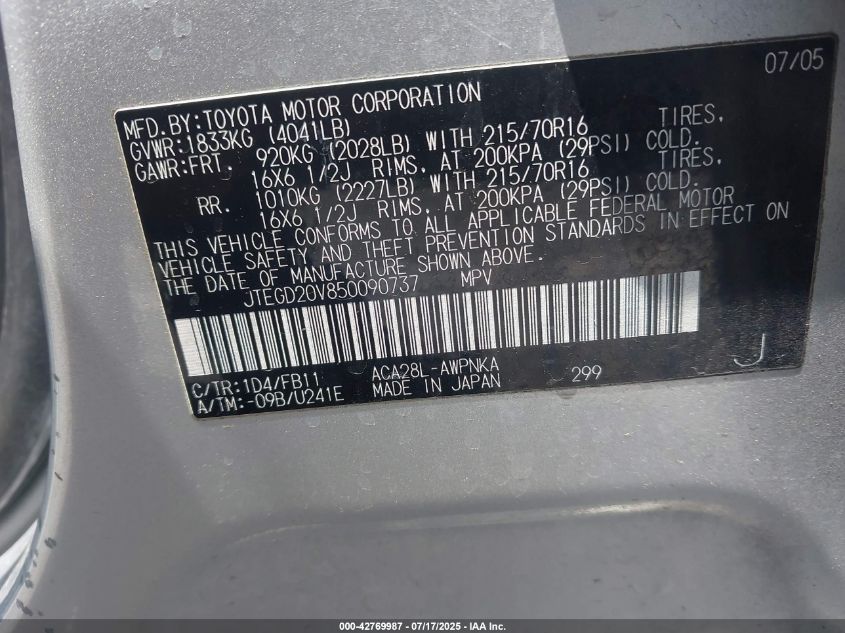 07/05
MFD.BY:TOYOTA MOTOR CORPORATION
GVWR:1833KG (4041LB)
GAWR:FRT. 920KG (2028LB) WITH 215/70R16 TIRES,
16X6 1/2J RIMS, AT 200KPA (29PSI) COLD.
RR. 1010KG (2227LB) WITH 215/70R16 TIRES,
16X6 1/2J RIMS, AT 200KPA (29PSI) COLD.
THIS VEHICLE CONFORMS TO ALL APPLICABLE FEDERAL MOTOR
VEHICLE SAFETY AND THEFT PREVENTION STANDARDS IN EFFECT ON
THE DATE OF MANUFACTURE SHOWN ABOVE.
JTEGD20V850090737 MPV
C/TR:1D4/FB11 ACA28L-AWPNKA 299 J
A/TM:-09B/U241E MADE IN JAPAN
000-42769987 - 07/17/2025 - IAA Inc.